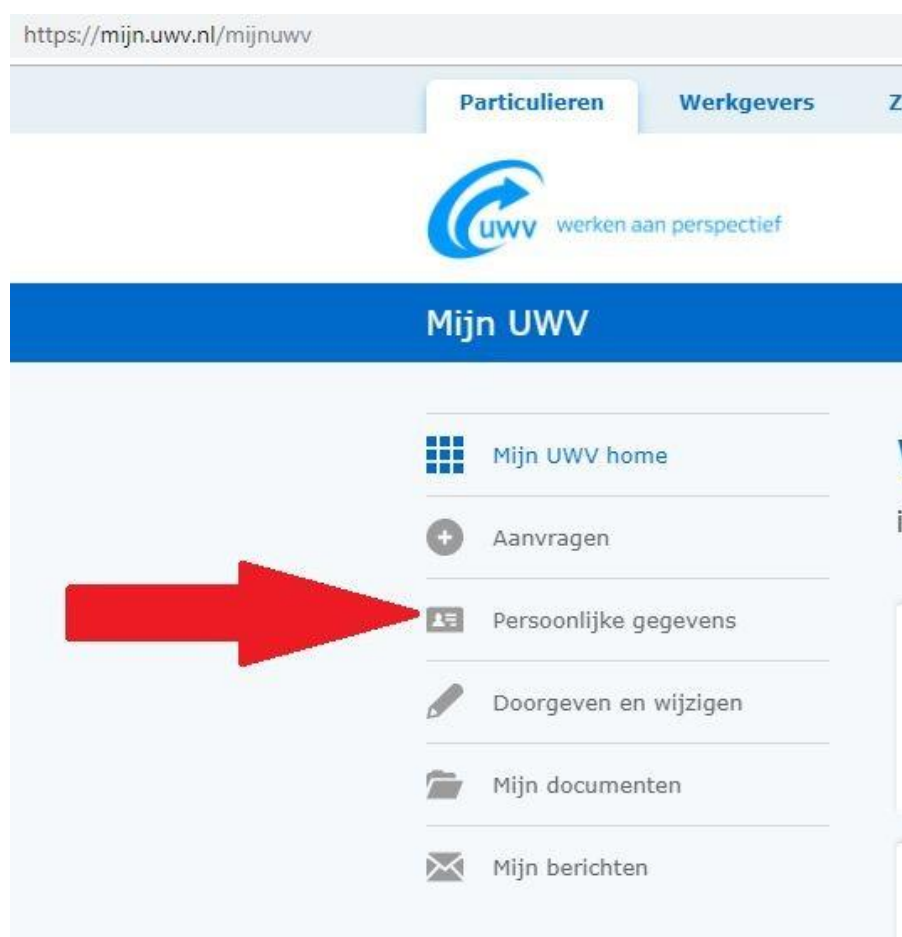 https://mijn.uwv.nl/mijnuwv
Particulieren Werkgevers Z
uwv werken aan perspectief
Mijn UWV
Mijn UWV home
Aanvragen
Persoonlijke gegevens
Doorgeven en wijzigen
Mijn documenten
Mijn berichten